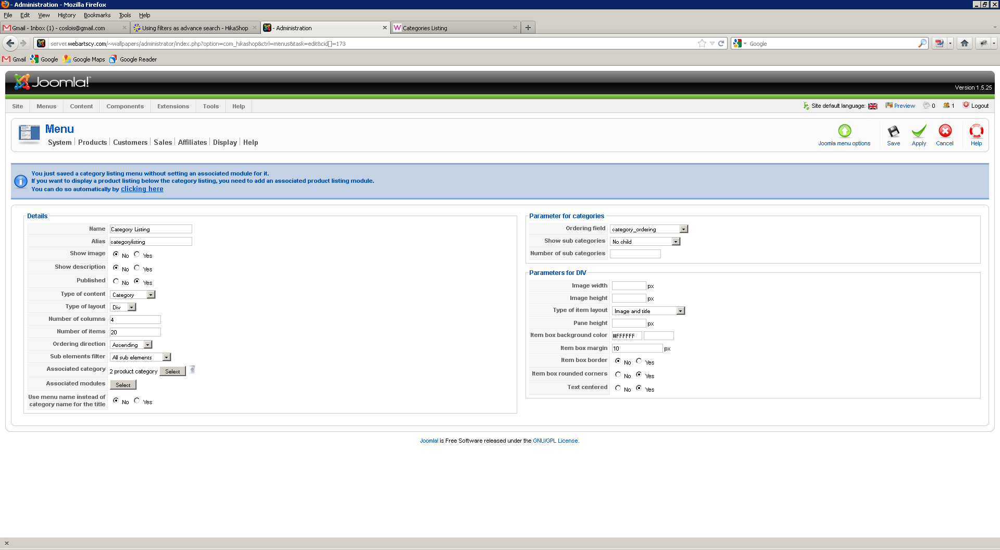 - Administration - Mozilla Firefox
File Edit View History Bookmarks Tools Help
Gmail - Inbox (1) - coslois@gmail.com
Using filters as advance search - HikaShop
- Administration
Categories Listing
server.webartscy.com/~wallpapers/administrator/index.php?option=com_hikashop&ctrl=menus&task=edit&cid[]=173
Google
Gmail Google Google Maps Google Reader
Joomla!
Version 1.5.25
Site Menus Content Components Extensions Tools Help
Site default language: Preview 0 1 Logout
Menu
System Products Customers Sales Affiliates Display Help
Joomla menu options Save Apply Cancel Help
You just saved a category listing menu without setting an associated module for it.
If you want to display a product listing below the category listing, you need to add an associated product listing module.
You can do so automatically by clicking here
Details
Name Category Listing
Alias categorylisting
Show image No Yes
Show description No Yes
Published No Yes
Type of content Category
Type of layout Div
Number of columns 4
Number of items 20
Ordering direction Ascending
Sub elements filter All sub elements
Associated category 2 product category Select
Associated modules Select
Use menu name instead of
category name for the title No Yes
Parameter for categories
Ordering field category_ordering
Show sub categories No child
Number of sub categories
Parameters for DIV
Image width px
Image height px
Type of item layout Image and title
Pane height px
Item box background color #FFFFFF
Item box margin 10 px
Item box border No Yes
Item box rounded corners No Yes
Text centered No Yes
Joomla! is Free Software released under the GNU/GPL License.